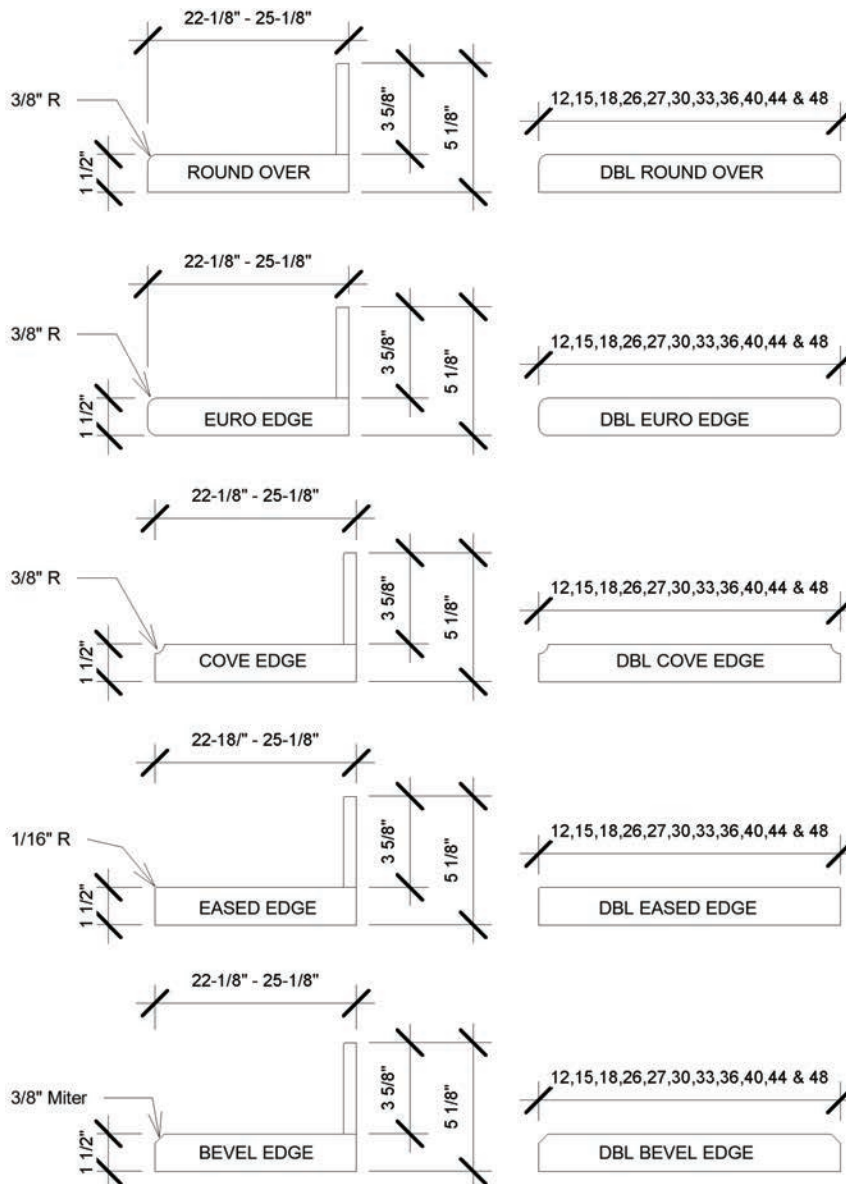 22-1/8" - 25-1/8"
3/8" R
3 5/8"
5 1/8"
12,15,18,26,27,30,33,36,40,44 & 48
1 1/2"
ROUND OVER
DBL ROUND OVER
22-1/8" - 25-1/8"
3/8" R
3 5/8"
5 1/8"
12,15,18,26,27,30,33,36,40,44 & 48
1 1/2"
EURO EDGE
DBL EURO EDGE
22-1/8" - 25-1/8"
3/8" R
3 5/8"
5 1/8"
12,15,18,26,27,30,33,36,40,44 & 48
1 1/2"
COVE EDGE
DBL COVE EDGE
22-18/" - 25-1/8"
1/16" R
3 5/8"
5 1/8"
12,15,18,26,27,30,33,36,40,44 & 48
1 1/2"
EASED EDGE
DBL EASED EDGE
22-1/8" - 25-1/8"
3/8" Miter
3 5/8"
5 1/8"
12,15,18,26,27,30,33,36,40,44 & 48
1 1/2"
BEVEL EDGE
DBL BEVEL EDGE